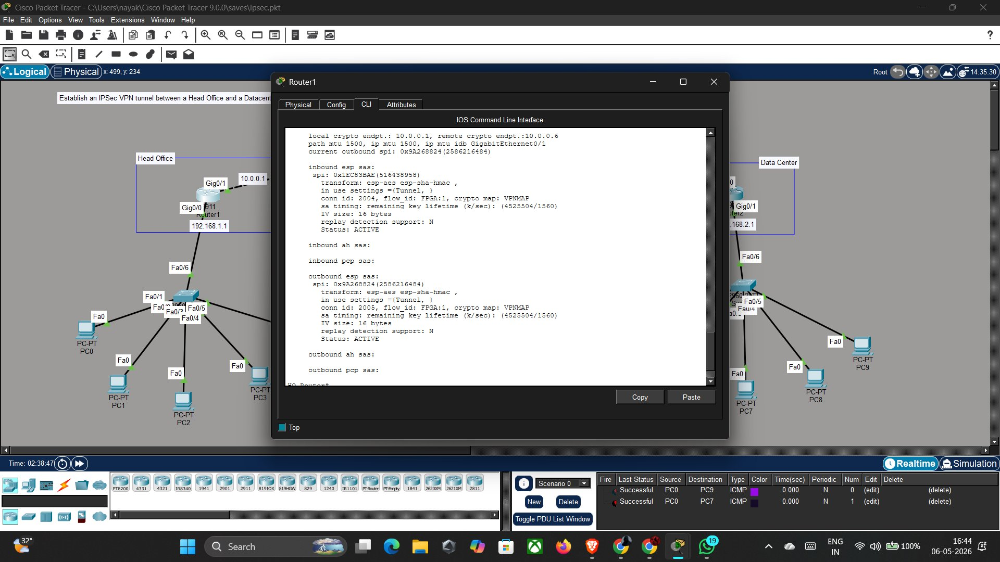 Cisco Packet Tracer - C:\Users\nayak\Cisco Packet Tracer 9.0.0\saves\Ipsec.pkt
File Edit Options View Tools Extensions Window Help
?
Logical Physical x: 499, y: 234
Root 14:35:30
Establish an IPSec VPN tunnel between a Head Office and a Datacent
Head Office
Gig0/1
10.0.0.1
Gig0/0
911
Router1
192.168.1.1
Fa0/6
Fa0/1
Fa0/3
Fa0/5
Fa0/4
Fa0
PC-PT
PC0
Fa0
PC-PT
PC1
Fa0
PC-PT
PC2
Fa0
PC-PT
PC3
Router1
Physical Config CLI Attributes
IOS Command Line Interface
local crypto endpt.: 10.0.0.1, remote crypto endpt.:10.0.0.6
path mtu 1500, ip mtu 1500, ip mtu idb GigabitEthernet0/1
current outbound spi: 0x9A268824(2586216484)
inbound esp sas:
spi: 0x1EC83BAE(516438958)
transform: esp-aes esp-sha-hmac ,
in use settings ={Tunnel, }
conn id: 2004, flow_id: FPGA:1, crypto map: VPNMAP
sa timing: remaining key lifetime (k/sec): (4525504/1560)
IV size: 16 bytes
replay detection support: N
Status: ACTIVE
inbound ah sas:
inbound pcp sas:
outbound esp sas:
spi: 0x9A268824(2586216484)
transform: esp-aes esp-sha-hmac ,
in use settings ={Tunnel, }
conn id: 2005, flow_id: FPGA:1, crypto map: VPNMAP
sa timing: remaining key lifetime (k/sec): (4525504/1560)
IV size: 16 bytes
replay detection support: N
Status: ACTIVE
outbound ah sas:
outbound pcp sas:
Copy Paste
Top
Data Center
0
Gig0/1
.168.2.1
Fa0/6
Fa0/5
Fa0/4
Fa0
PC-PT
PC9
Fa0
PC-PT
PC8
Fa0
PC-PT
PC7
Time: 02:38:47
Realtime Simulation
PT8200 4331 4321 IR8340 1941 2901 2911 819IOX 819HGW 829 1240 IR1101 PT-Router PT-Empty 1841 2620XM 2621XM 2811
Scenario 0
New Delete
Toggle PDU List Window
Fire Last Status Source Destination Type Color Time(sec) Periodic Num Edit Delete
Successful PC0 PC9 ICMP 0.000 N 0 (edit) (delete)
Successful PC0 PC7 ICMP 0.000 N 1 (edit) (delete)
32°
Search
19
ENG
IN
100%
16:44
06-05-2026